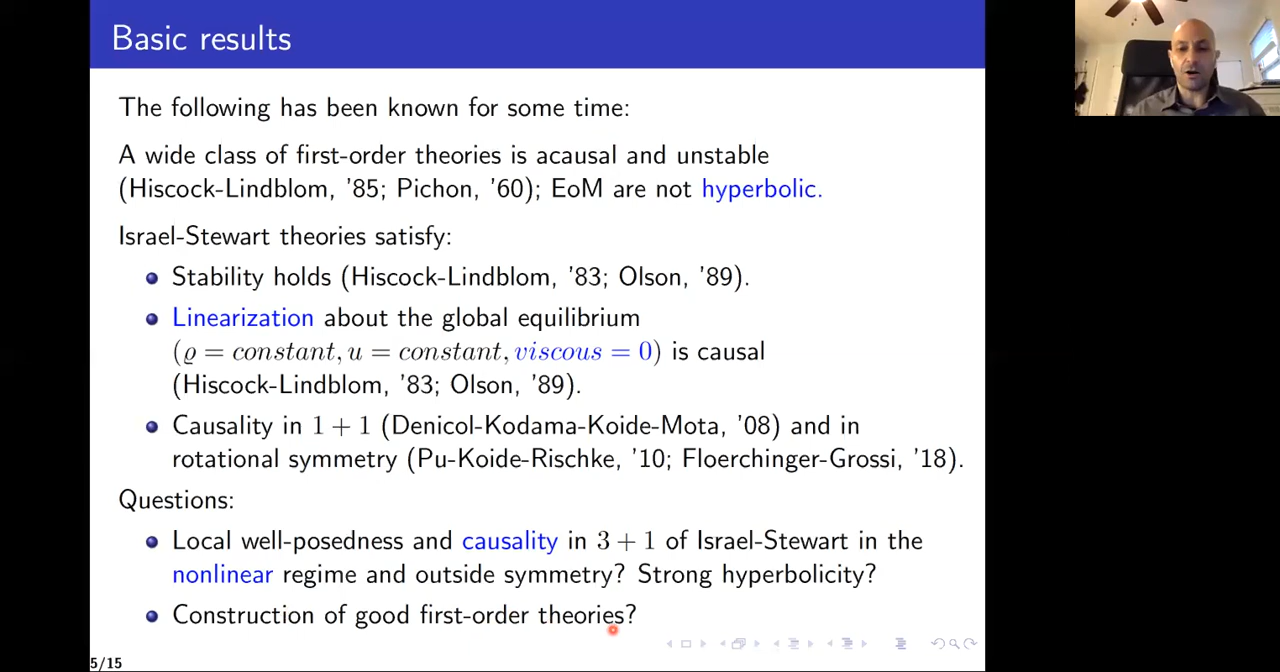 Basic results
The following has been known for some time:
A wide class of first-order theories is acausal and unstable
(Hiscock-Lindblom, '85; Pichon, '60); EoM are not hyperbolic.
Israel-Stewart theories satisfy:
Stability holds (Hiscock-Lindblom, '83; Olson, '89).
Linearization about the global equilibrium
(ϱ = constant, u = constant, viscous = 0) is causal
(Hiscock-Lindblom, '83; Olson, '89).
Causality in 1 + 1 (Denicol-Kodama-Koide-Mota, '08) and in
rotational symmetry (Pu-Koide-Rischke, '10; Floerchinger-Grossi, '18).
Questions:
Local well-posedness and causality in 3 + 1 of Israel-Stewart in the
nonlinear regime and outside symmetry? Strong hyperbolicity?
Construction of good first-order theories?
5/15